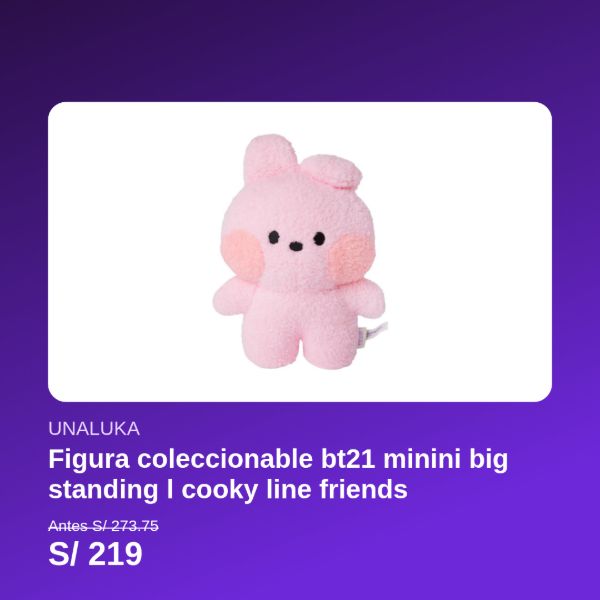 UNALUKA
Figura coleccionable bt21 minini big
standing l cooky line friends
Antes S/ 273.75
S/ 219